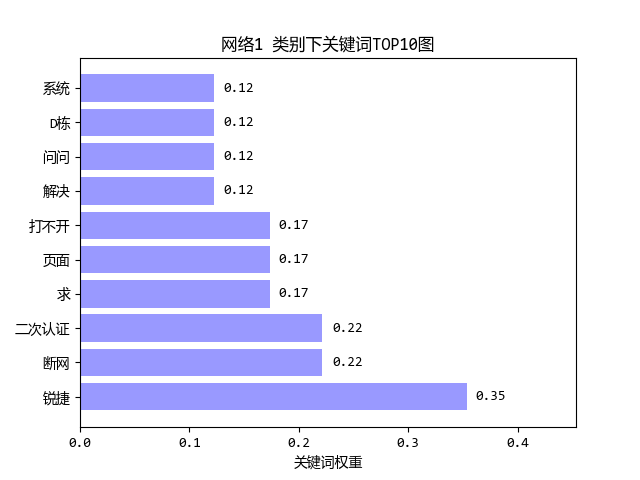 网络1 类别下关键词TOP10图
系统 0.12
D栋 0.12
问问 0.12
解决 0.12
打不开 0.17
页面 0.17
求 0.17
二次认证 0.22
断网 0.22
锐捷 0.35
0.0 0.1 0.2 0.3 0.4
关键词权重